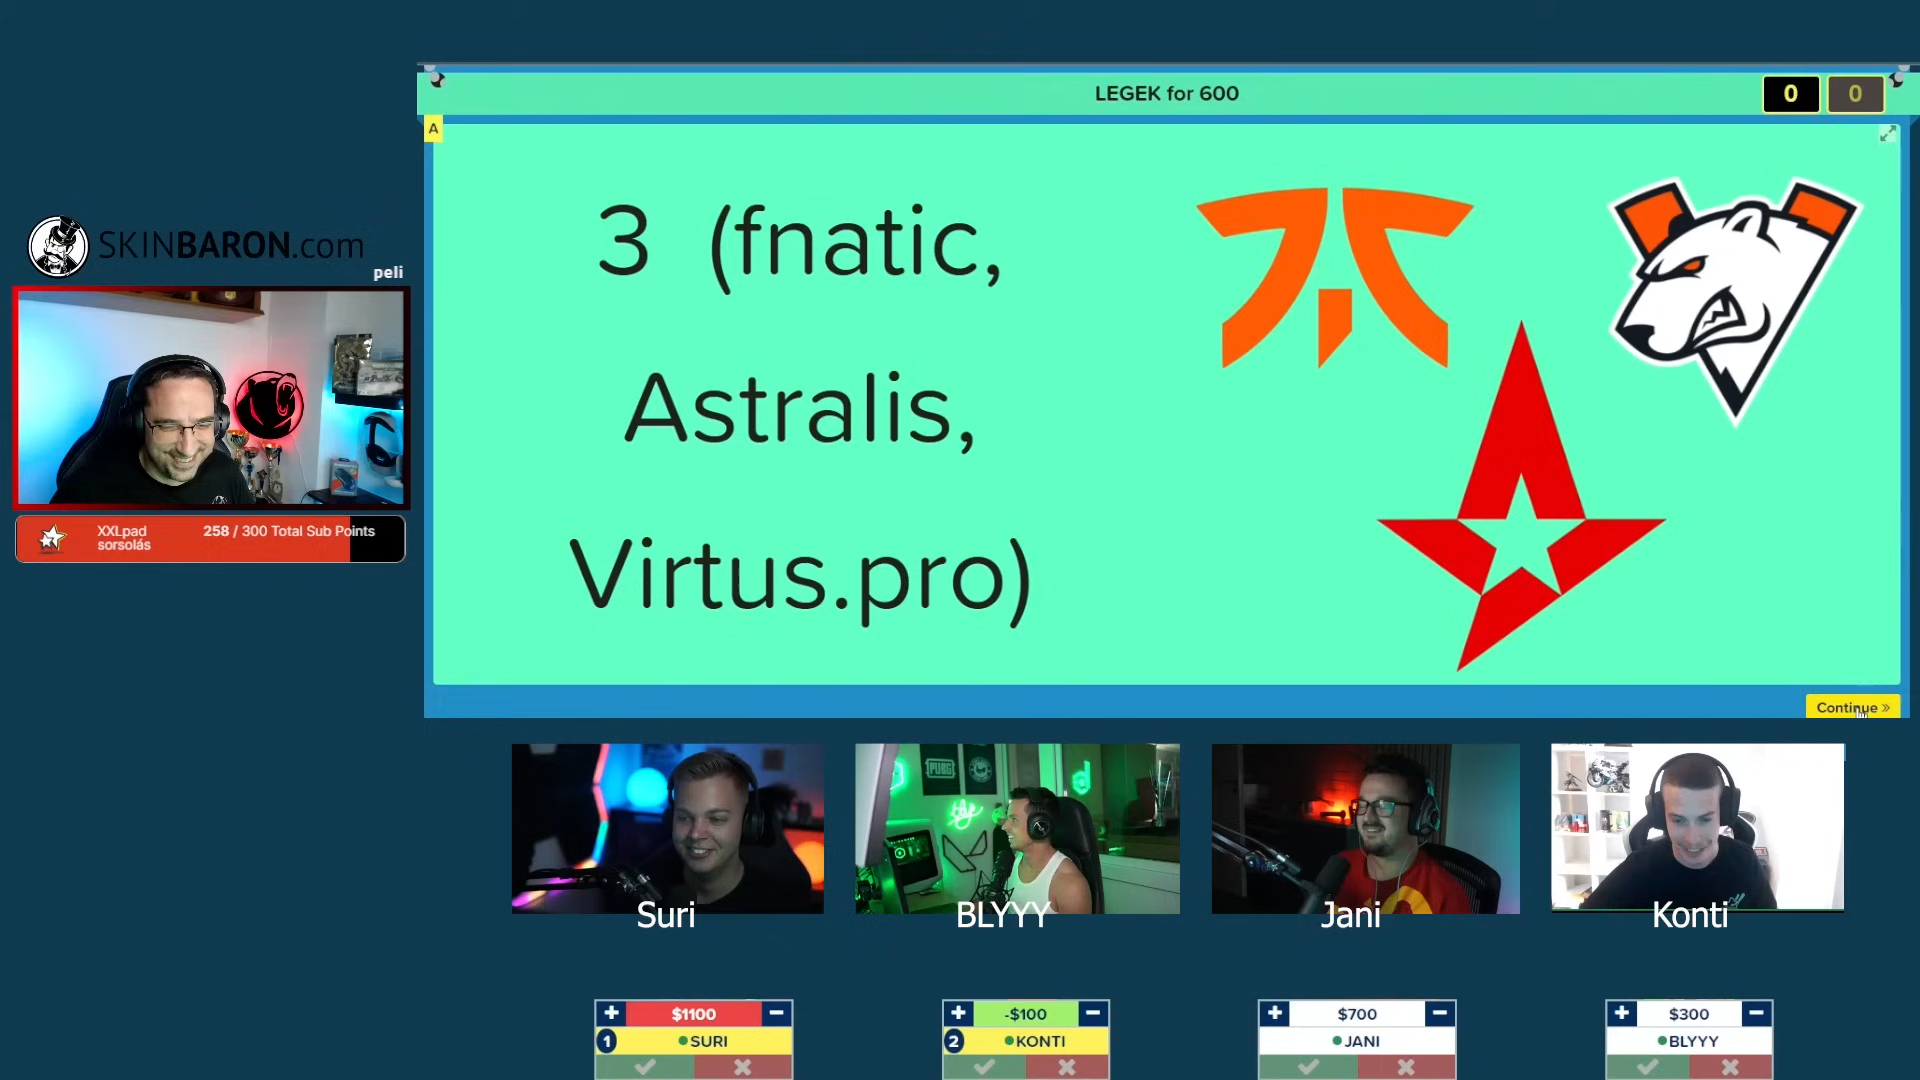 LEGEK for 600
0 0
A
3 (fnatic,
Astralis,
Virtus.pro)
Continue »
SKINBARON.com
peli
XXLpad
sorsolás
258 / 300 Total Sub Points
PUBG
Suri
BLYYY
Jani
Konti
+ $1100 −
1 SURI
+ -$100 −
2 KONTI
+ $700 −
JANI
+ $300 −
BLYYY